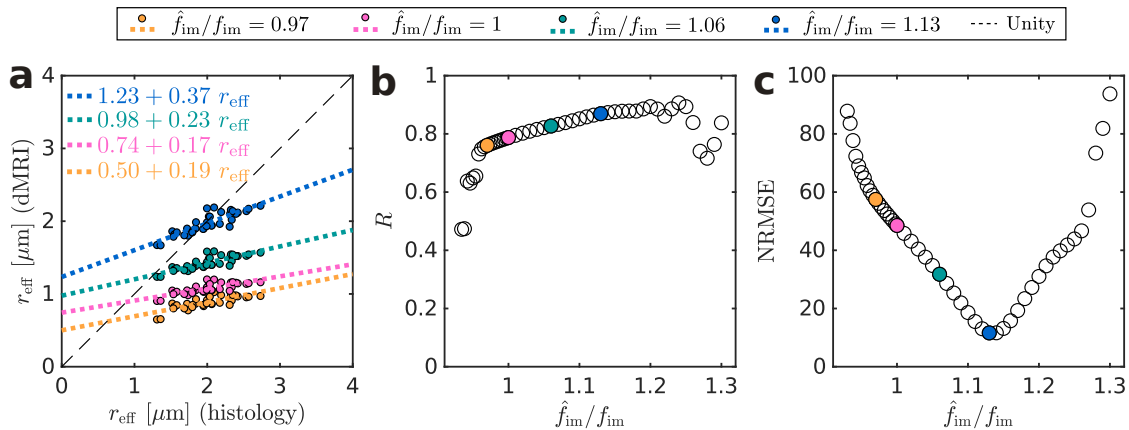 f̂im/fim = 0.97 f̂im/fim = 1 f̂im/fim = 1.06 f̂im/fim = 1.13 Unity
a
4
3
2
1
0
0 1 2 3 4
1.23 + 0.37 reff
0.98 + 0.23 reff
0.74 + 0.17 reff
0.50 + 0.19 reff
reff [μm] (dMRI)
reff [μm] (histology)
b
1
0.8
0.6
0.4
0.2
0
1 1.1 1.2 1.3
R
f̂im/fim
c
100
80
60
40
20
0
1 1.1 1.2 1.3
NRMSE
f̂im/fim